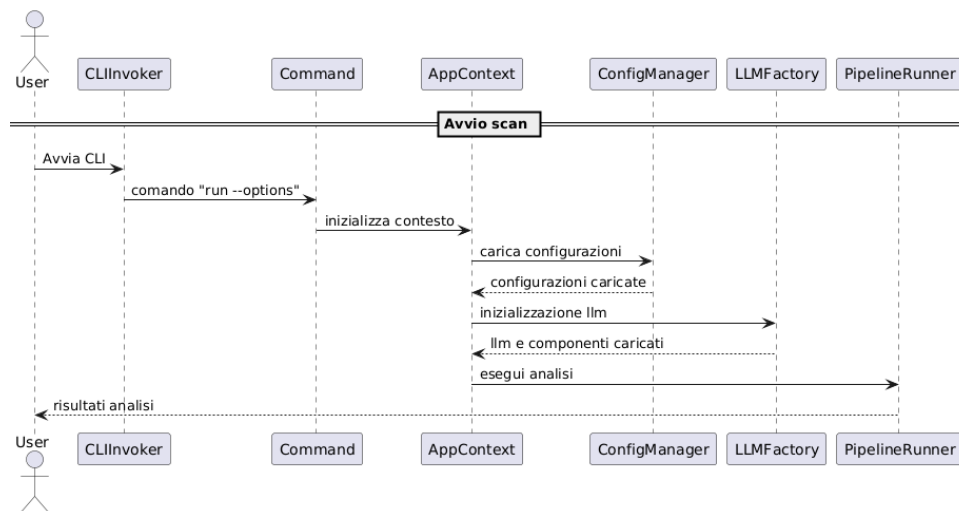 User
CLIInvoker
Command
AppContext
ConfigManager
LLMFactory
PipelineRunner
Avvio scan
Avvia CLI
comando "run --options"
inizializza contesto
carica configurazioni
configurazioni caricate
inizializzazione llm
llm e componenti caricati
esegui analisi
risultati analisi
User
CLIInvoker
Command
AppContext
ConfigManager
LLMFactory
PipelineRunner